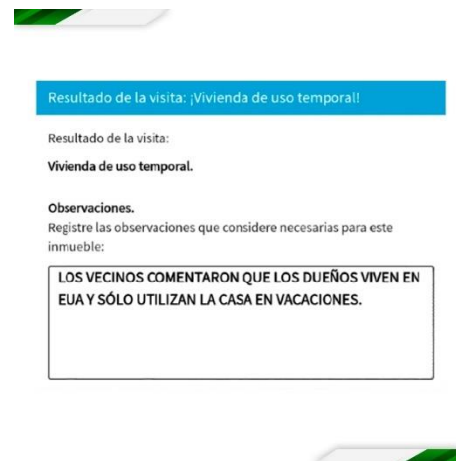 Resultado de la visita: ¡Vivienda de uso temporal!
Resultado de la visita:
Vivienda de uso temporal.
Observaciones.
Registre las observaciones que considere necesarias para este
inmueble:
LOS VECINOS COMENTARON QUE LOS DUEÑOS VIVEN EN
EUA Y SÓLO UTILIZAN LA CASA EN VACACIONES.